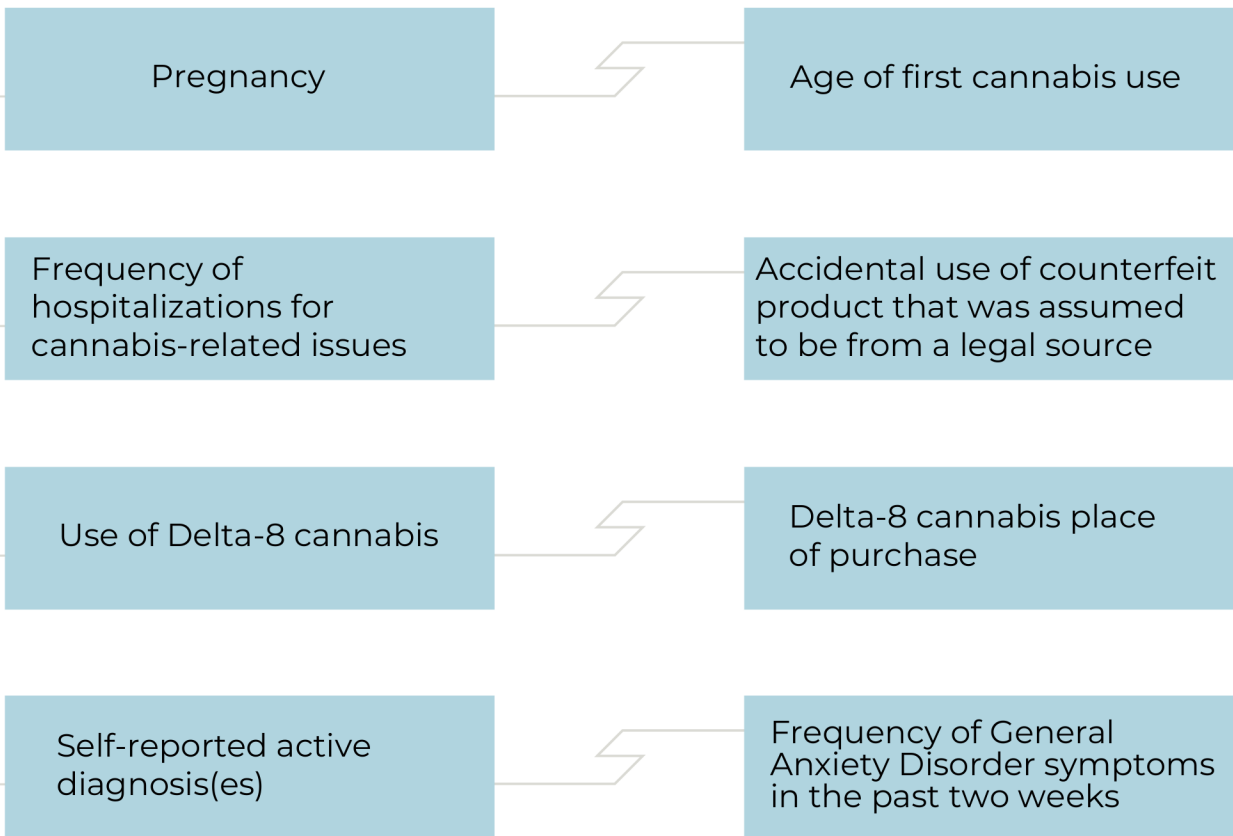 Pregnancy
Age of first cannabis use
Frequency of
hospitalizations for
cannabis-related issues
Accidental use of counterfeit
product that was assumed
to be from a legal source
Use of Delta-8 cannabis
Delta-8 cannabis place
of purchase
Self-reported active
diagnosis(es)
Frequency of General
Anxiety Disorder symptoms
in the past two weeks